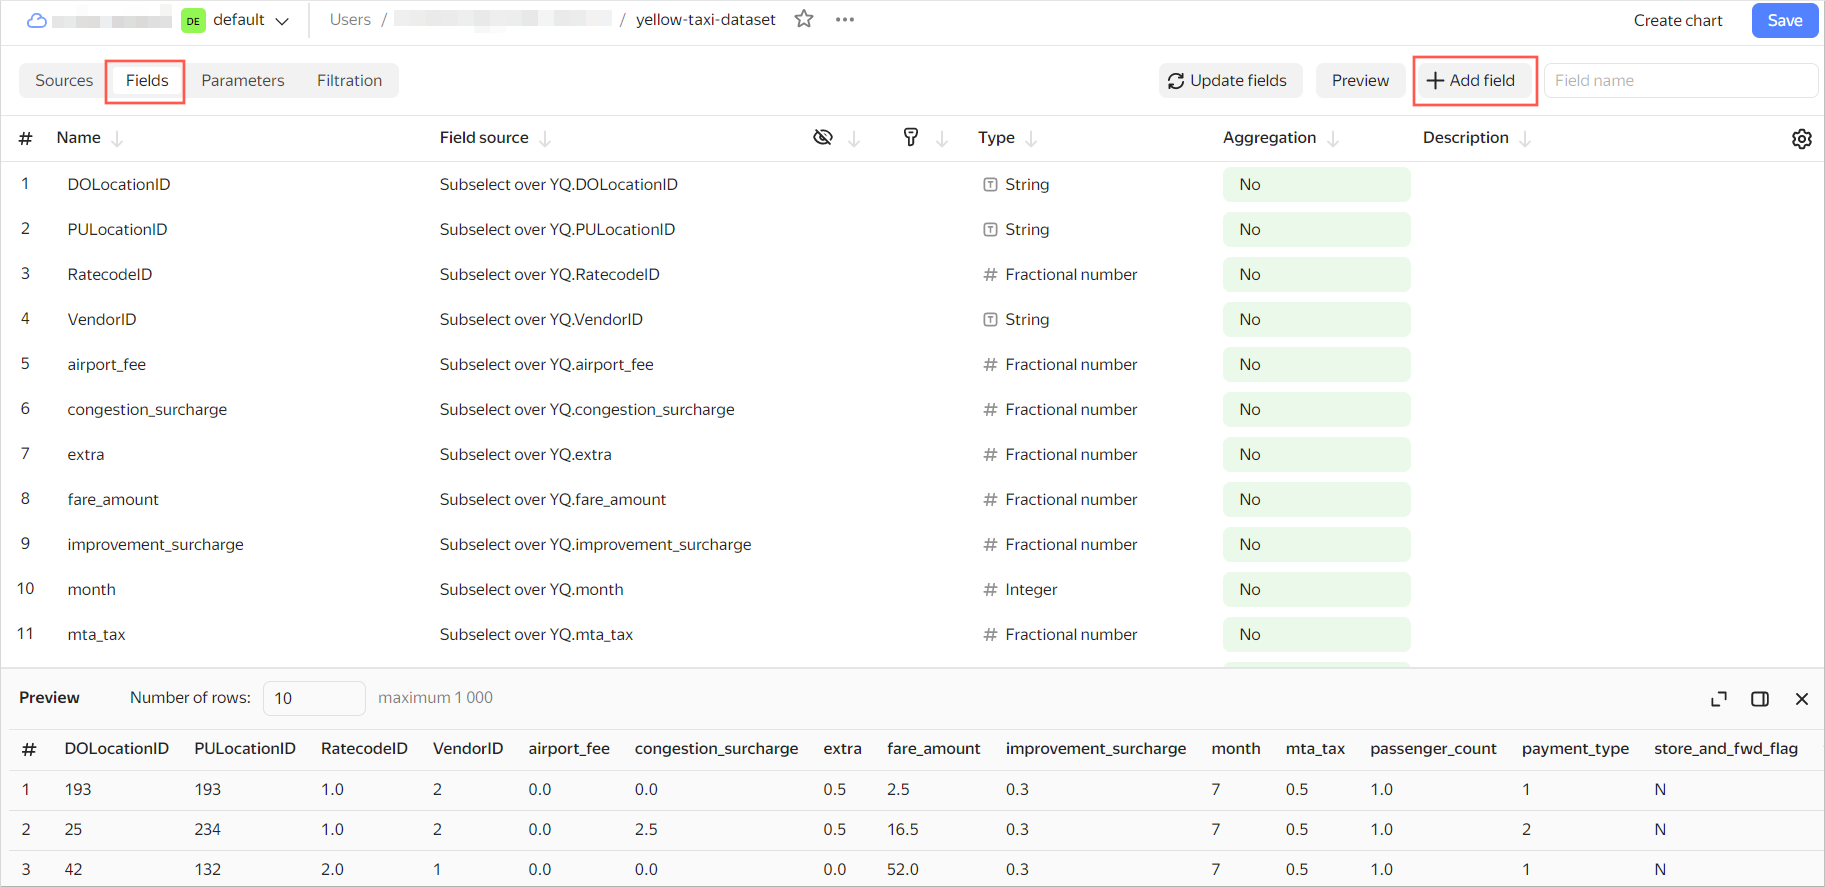 DE default Users / / yellow-taxi-dataset Create chart Save
Sources Fields Parameters Filtration Update fields Preview + Add field Field name
# Name Field source Type Aggregation Description
1 DOLocationID Subselect over YQ.DOLocationID String No
2 PULocationID Subselect over YQ.PULocationID String No
3 RatecodeID Subselect over YQ.RatecodeID # Fractional number No
4 VendorID Subselect over YQ.VendorID String No
5 airport_fee Subselect over YQ.airport_fee # Fractional number No
6 congestion_surcharge Subselect over YQ.congestion_surcharge # Fractional number No
7 extra Subselect over YQ.extra # Fractional number No
8 fare_amount Subselect over YQ.fare_amount # Fractional number No
9 improvement_surcharge Subselect over YQ.improvement_surcharge # Fractional number No
10 month Subselect over YQ.month # Integer No
11 mta_tax Subselect over YQ.mta_tax # Fractional number No
Preview Number of rows: 10 maximum 1 000
# DOLocationID PULocationID RatecodeID VendorID airport_fee congestion_surcharge extra fare_amount improvement_surcharge month mta_tax passenger_count payment_type store_and_fwd_flag
1 193 193 1.0 2 0.0 0.0 0.5 2.5 0.3 7 0.5 1.0 1 N
2 25 234 1.0 2 0.0 2.5 0.5 16.5 0.3 7 0.5 1.0 2 N
3 42 132 2.0 1 0.0 0.0 0.0 52.0 0.3 7 0.5 1.0 1 N